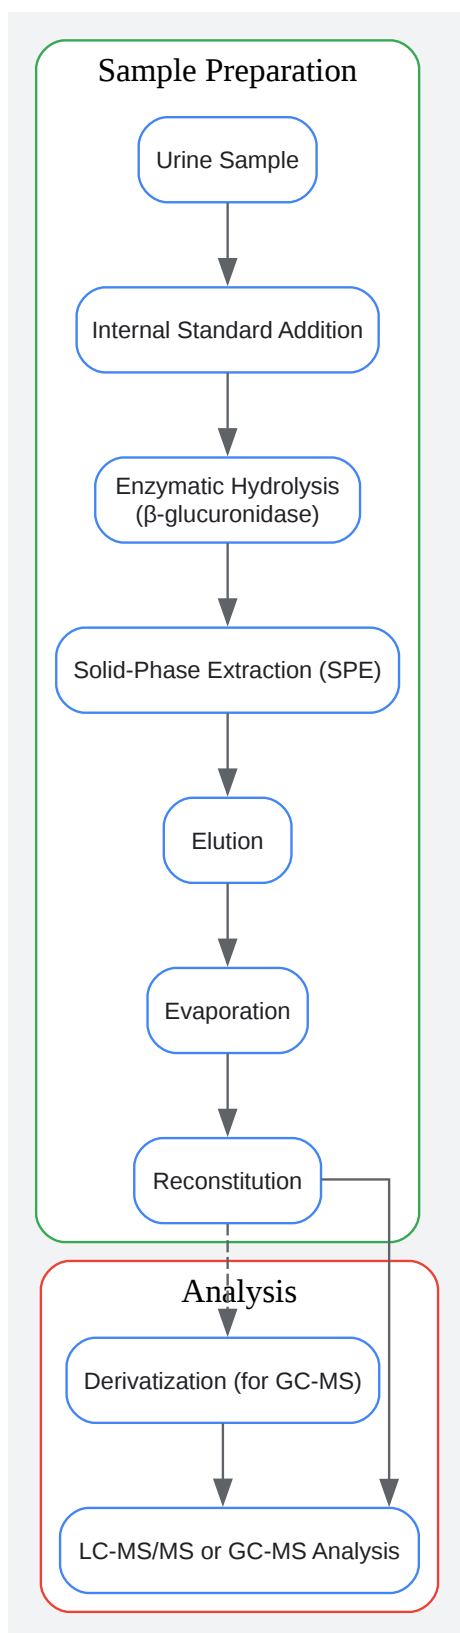 Sample Preparation
Urine Sample
Internal Standard Addition
Enzymatic Hydrolysis
(β-glucuronidase)
Solid-Phase Extraction (SPE)
Elution
Evaporation
Reconstitution
Analysis
Derivatization (for GC-MS)
LC-MS/MS or GC-MS Analysis